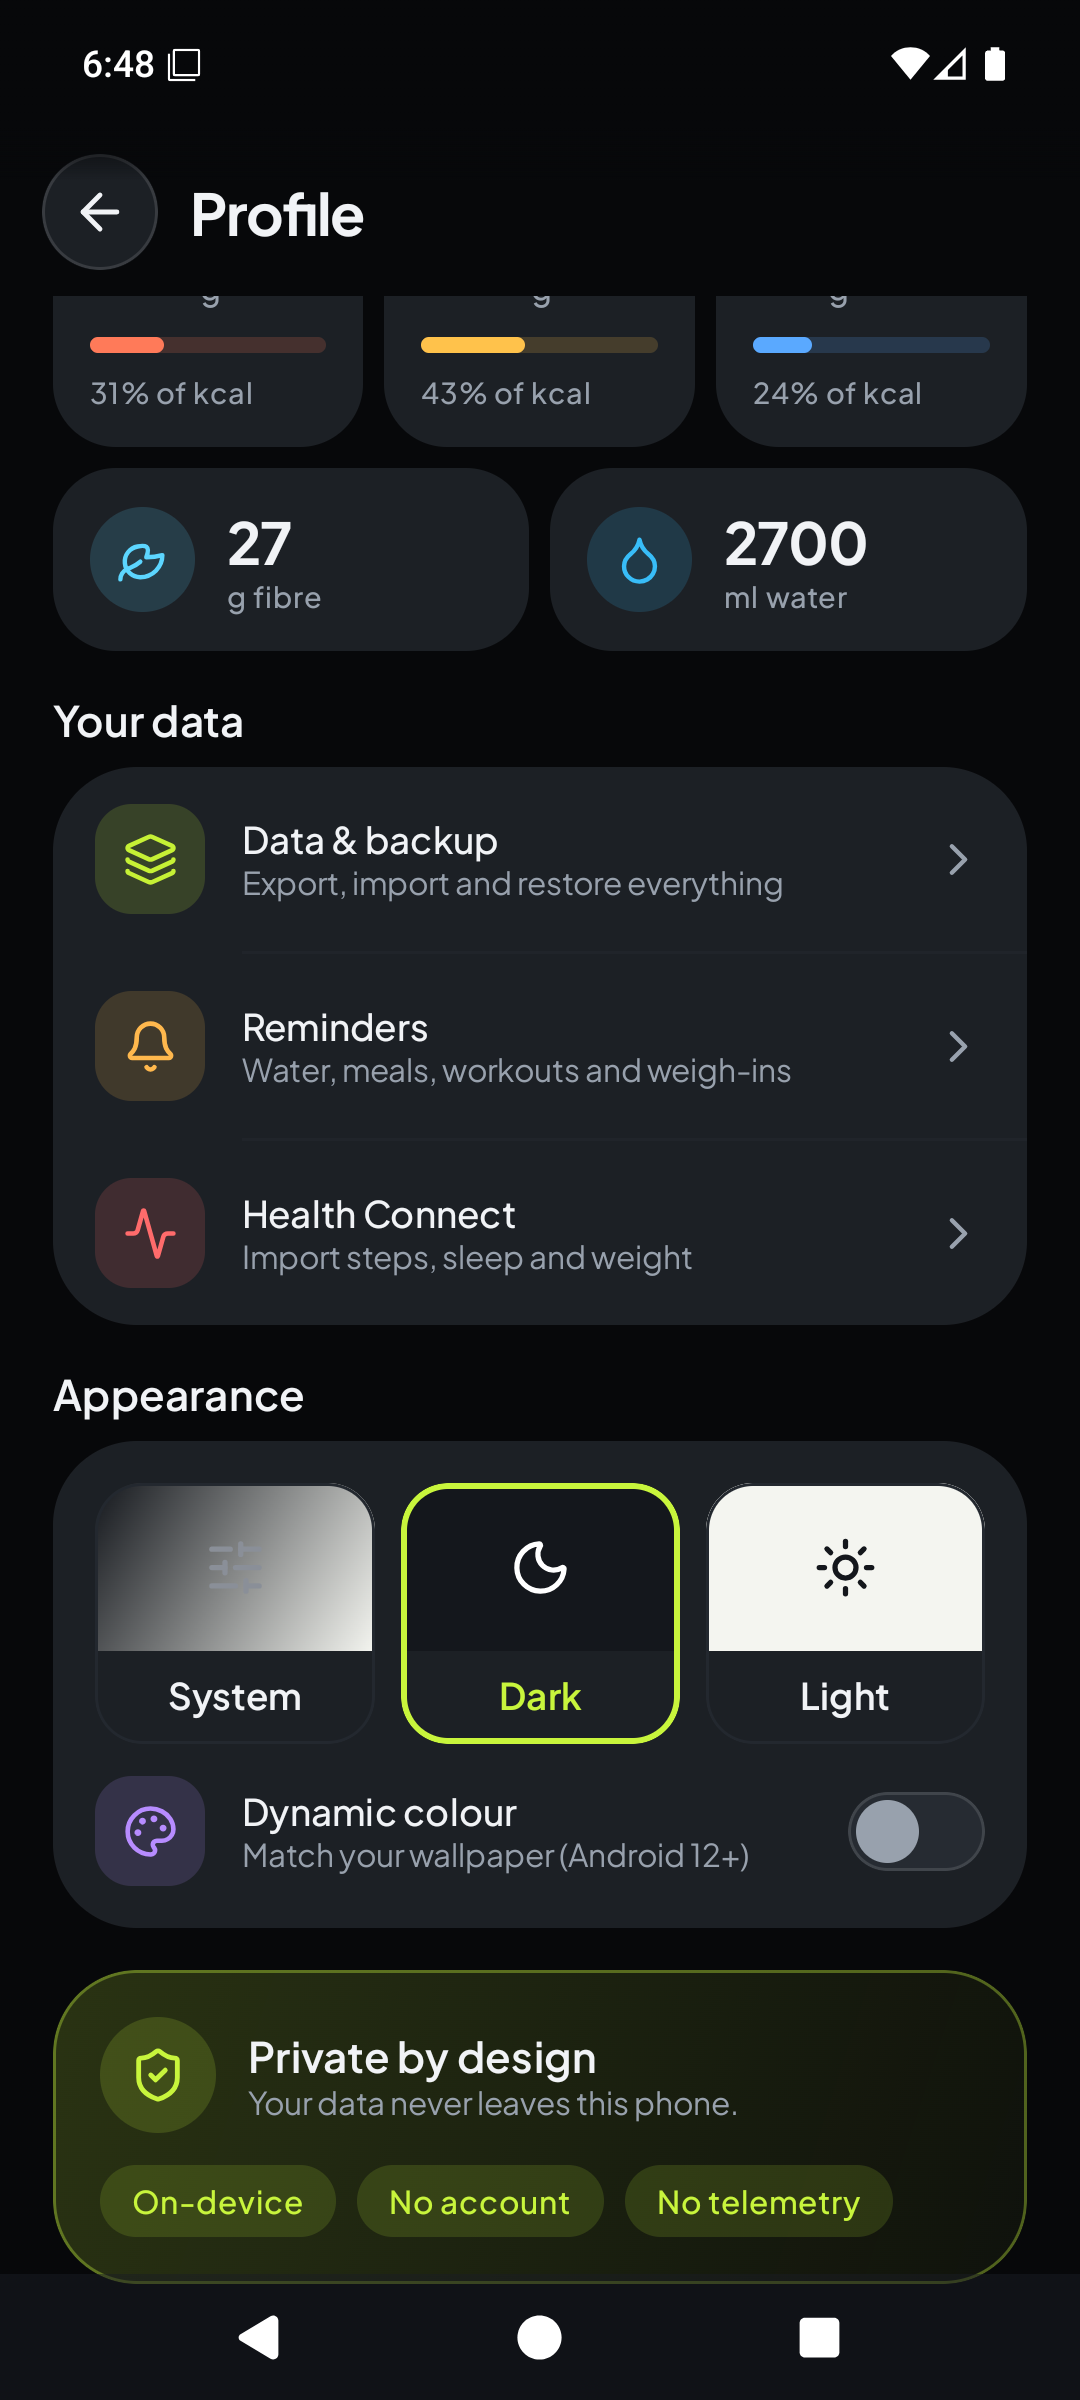 6:48
Profile
g g g
31% of kcal 43% of kcal 24% of kcal
27 2700
g fibre ml water
Your data
Data & backup
Export, import and restore everything
Reminders
Water, meals, workouts and weigh-ins
Health Connect
Import steps, sleep and weight
Appearance
System Dark Light
Dynamic colour
Match your wallpaper (Android 12+)
Private by design
Your data never leaves this phone.
On-device No account No telemetry